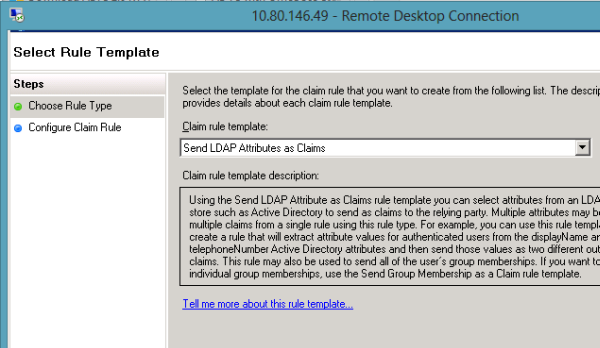 10.80.146.49 - Remote Desktop Connection
Select Rule Template
Steps
Choose Rule Type
Configure Claim Rule
Select the template for the claim rule that you want to create from the following list. The descrip
provides details about each claim rule template.
Claim rule template:
Send LDAP Attributes as Claims
Claim rule template description:
Using the Send LDAP Attribute as Claims rule template you can select attributes from an LDA
store such as Active Directory to send as claims to the relying party. Multiple attributes may be
multiple claims from a single rule using this rule type. For example, you can use this rule templa
create a rule that will extract attribute values for authenticated users from the displayName an
telephoneNumber Active Directory attributes and then send those values as two different out
claims. This rule may also be used to send all of the user's group memberships. If you want to
individual group memberships, use the Send Group Membership as a Claim rule template.
Tell me more about this rule template...